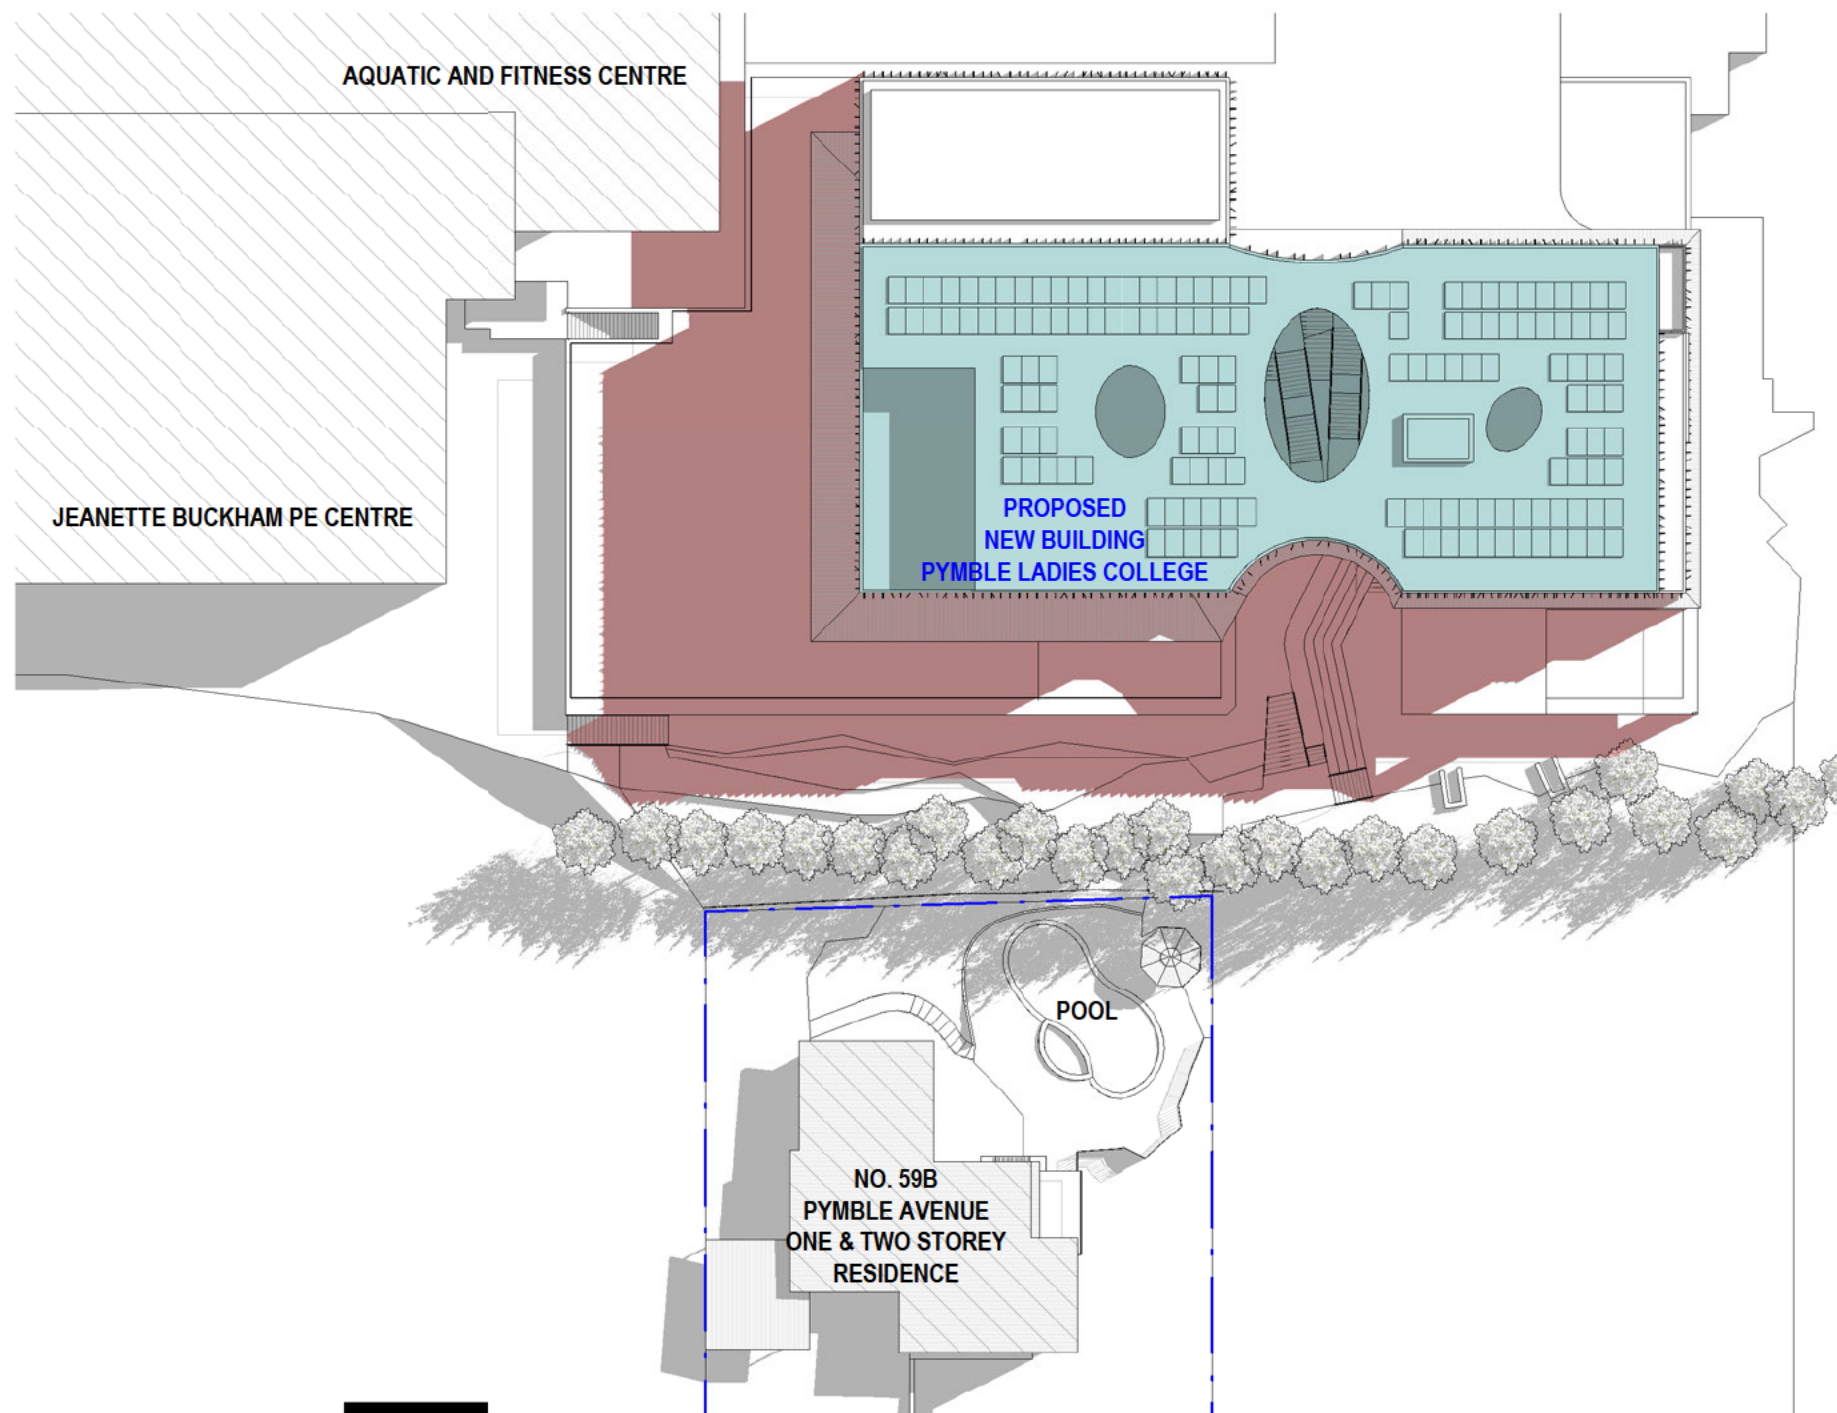 AQUATIC AND FITNESS CENTRE
JEANETTE BUCKHAM PE CENTRE
PROPOSED
NEW BUILDING
PYMBLE LADIES COLLEGE
POOL
NO. 59B
PYMBLE AVENUE
ONE & TWO STOREY
RESIDENCE